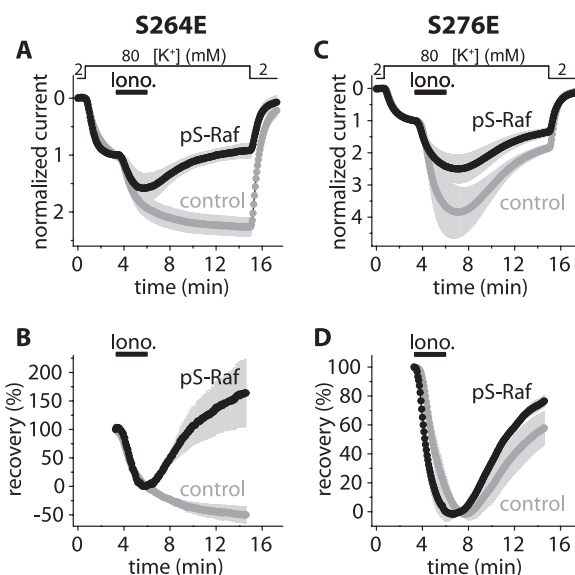 S264E
S276E
A
2 80 [K⁺] (mM) 2
Iono.
0
1
2
normalized current
pS-Raf
control
0 4 8 12 16
time (min)
C
2 80 [K⁺] (mM) 2
Iono.
0
1
2
3
4
normalized current
pS-Raf
control
0 4 8 12 16
time (min)
B
Iono.
200
150
100
50
0
-50
recovery (%)
pS-Raf
control
0 4 8 12 16
time (min)
D
Iono.
100
80
60
40
20
0
recovery (%)
pS-Raf
control
0 4 8 12 16
time (min)